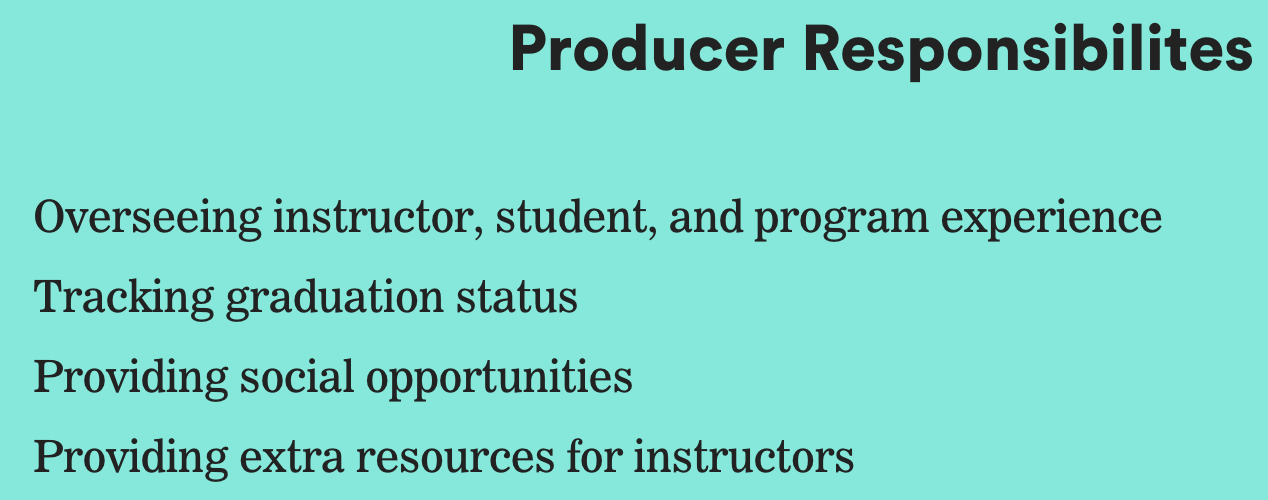 Producer Responsibilites
Overseeing instructor, student, and program experience
Tracking graduation status
Providing social opportunities
Providing extra resources for instructors